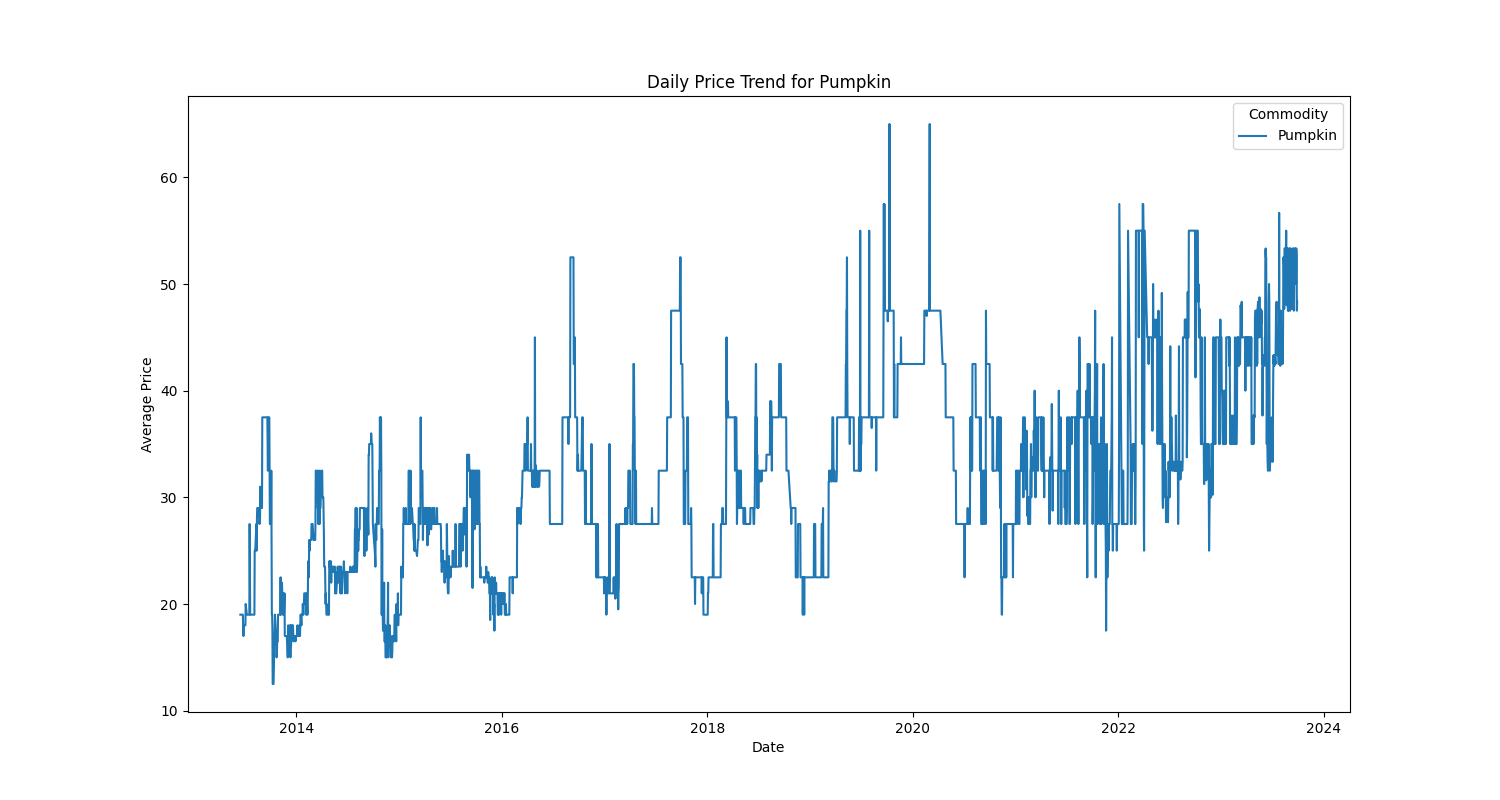 Daily Price Trend for Pumpkin
Commodity
Pumpkin
Average Price
60
50
40
30
20
10
2014 2016 2018 2020 2022 2024
Date